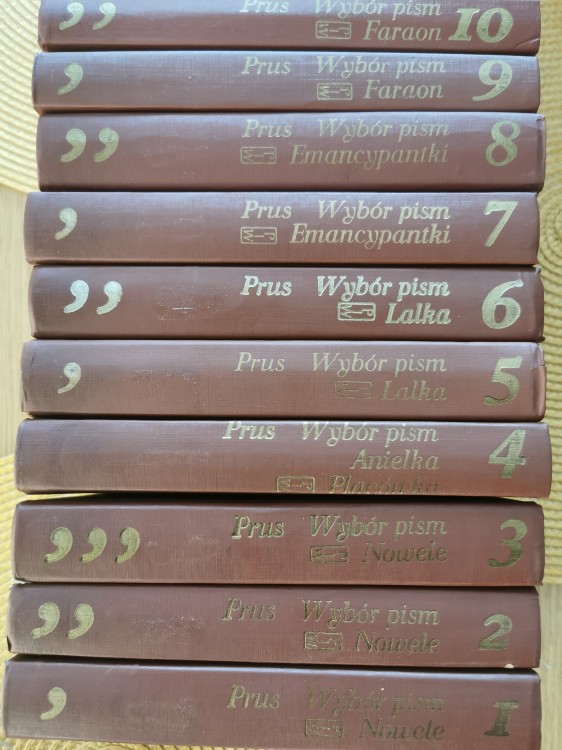 Prus Wybór pism 10
Faraon
Prus Wybór pism 9
Faraon
Prus Wybór pism 8
Emancypantki
Prus Wybór pism 7
Emancypantki
Prus Wybór pism 6
Lalka
Prus Wybór pism 5
Lalka
Prus Wybór pism 4
Anielka
Placówka
Prus Wybór pism 3
Nowele
Prus Wybór pism 2
Nowele
Prus Wybór pism 1
Nowele